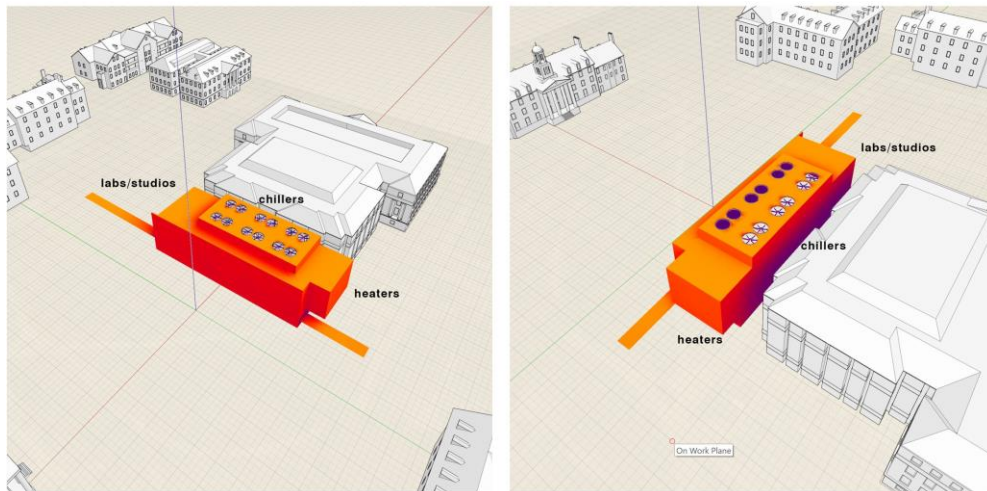 labs/studios
chillers
heaters
labs/studios
chillers
heaters
On Work Plane